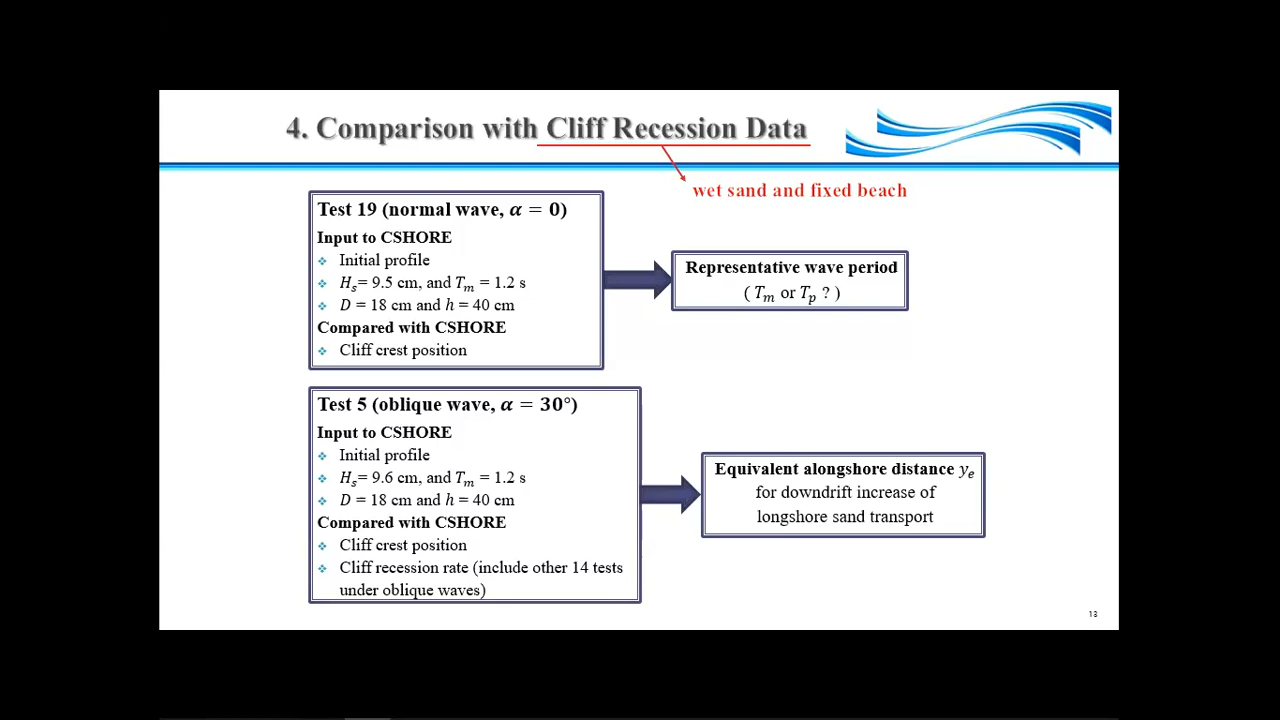 4. Comparison with Cliff Recession Data
wet sand and fixed beach
Test 19 (normal wave, α = 0)
Input to CSHORE
❖ Initial profile
❖ Hs= 9.5 cm, and Tm = 1.2 s
❖ D = 18 cm and h = 40 cm
Compared with CSHORE
❖ Cliff crest position
Representative wave period
( Tm or Tp ? )
Test 5 (oblique wave, α = 30°)
Input to CSHORE
❖ Initial profile
❖ Hs= 9.6 cm, and Tm = 1.2 s
❖ D = 18 cm and h = 40 cm
Compared with CSHORE
❖ Cliff crest position
❖ Cliff recession rate (include other 14 tests
under oblique waves)
Equivalent alongshore distance ye
for downdrift increase of
longshore sand transport
13